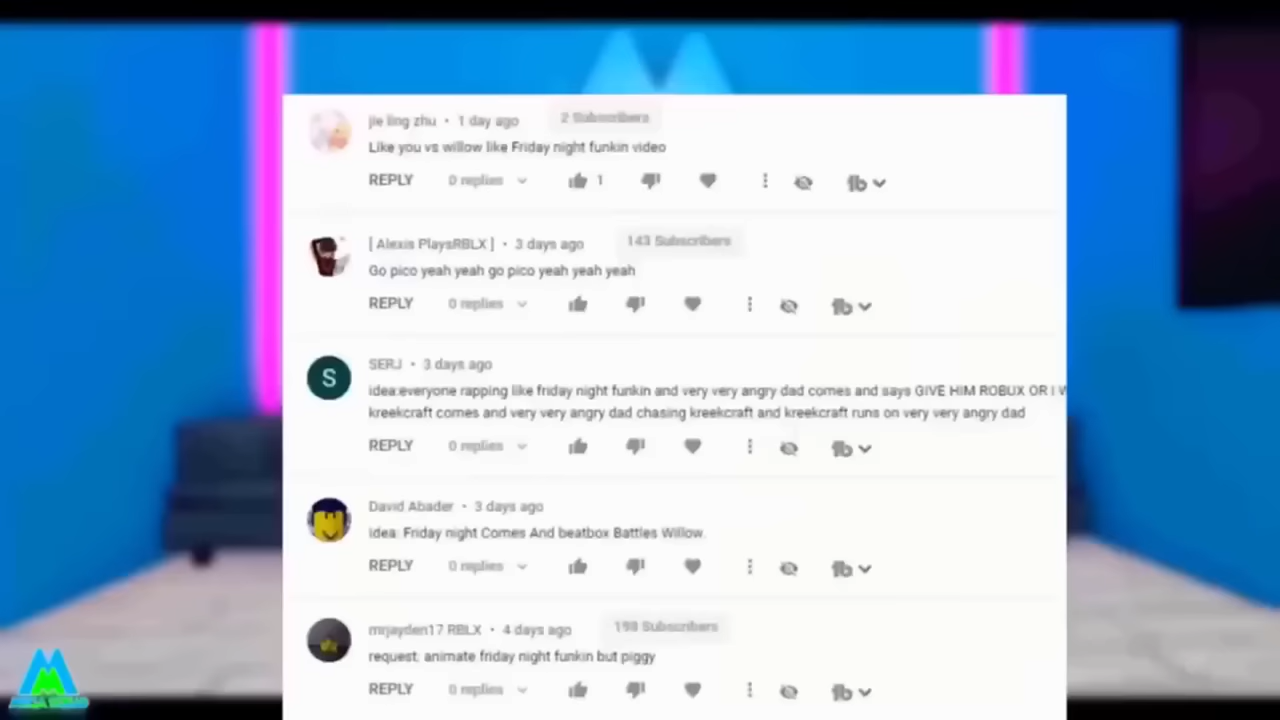 jie ling zhu • 1 day ago 2 Subscribers
Like you vs willow like Friday night funkin video
REPLY 0 replies 1
[ Alexis PlaysRBLX ] • 3 days ago 143 Subscribers
Go pico yeah yeah go pico yeah yeah yeah
REPLY 0 replies
S SERJ • 3 days ago
idea:everyone rapping like friday night funkin and very very angry dad comes and says GIVE HIM ROBUX OR I
kreekcraft comes and very very angry dad chasing kreekcraft and kreekcraft runs on very very angry dad
REPLY 0 replies
David Abader • 3 days ago
idea: Friday night Comes And beatbox Battles Willow.
REPLY 0 replies
mrjayden17 RBLX • 4 days ago 198 Subscribers
request: animate friday night funkin but piggy
REPLY 0 replies